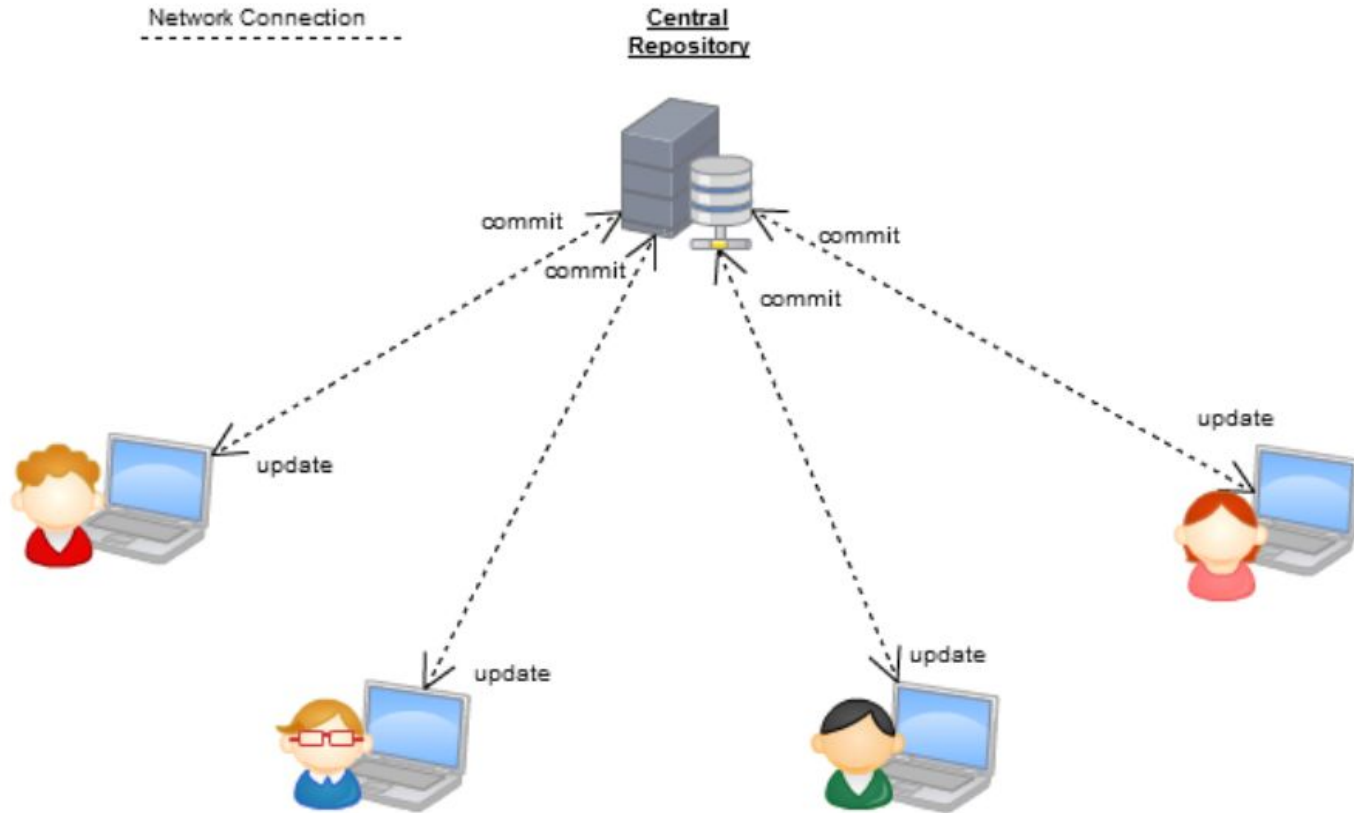 Network Connection
Central
Repository
commit
commit
commit
commit
update
update
update
update